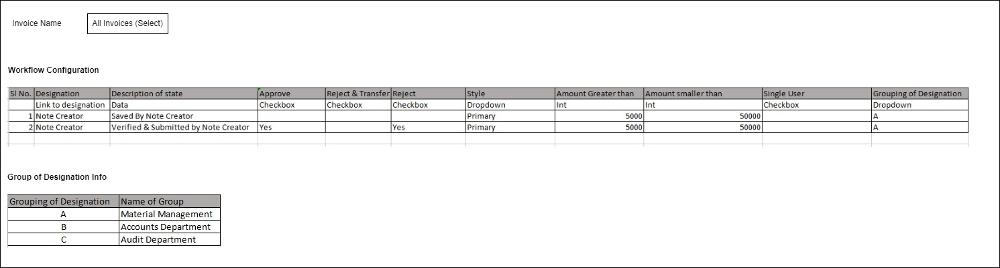 Invoice Name All Invoices (Select)
Workflow Configuration
Sl No. Designation Description of state Approve Reject & Transfer Reject Style Amount Greater than Amount smaller than Single User Grouping of Designation
Link to designation Data Checkbox Checkbox Checkbox Dropdown Int Int Checkbox Dropdown
1 Note Creator Saved By Note Creator Primary 5000 50000 A
2 Note Creator Verified & Submitted by Note Creator Yes Yes Primary 5000 50000 A
Group of Designation Info
Grouping of Designation Name of Group
A Material Management
B Accounts Department
C Audit Department